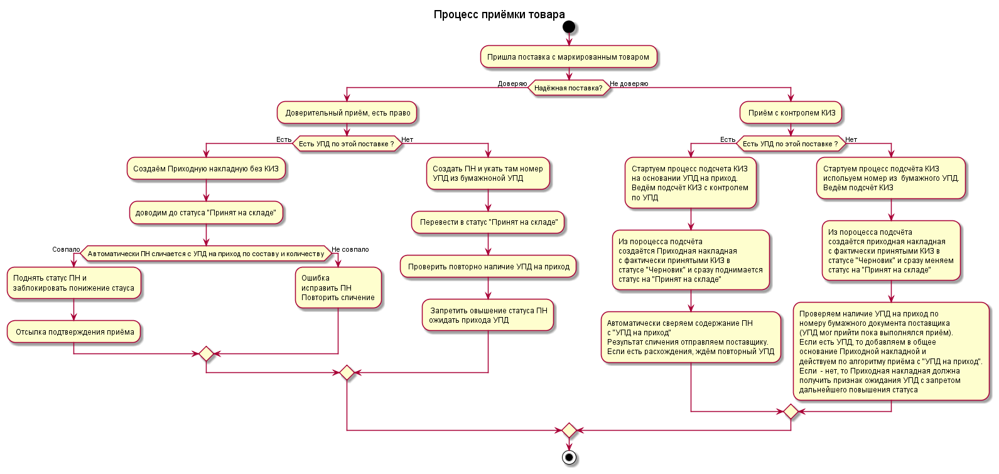 Процесс приёмки товара
Пришла поставка с маркированным товаром
Доверяю
Надёжная поставка?
Не доверяю
Доверительный приём, есть право
Есть
Есть УПД по этой поставке ?
Нет
Создаём Приходную накладную без КИЗ
доводим до статуса "Принят на складе"
Совпало
Автоматически ПН сличается с УПД на приход по составу и количеству
Не совпало
Поднять статус ПН и
заблокировать понижение стауса
Отсылка подтверждения приёма
Ошибка
исправить ПН
Повторить сличение
Создать ПН и укать там номер
УПД из бумажноной УПД
Перевести в статус "Принят на складе"
Проверить повторно наличие УПД на приход
Запретить овышение статуса ПН
ожидать прихода УПД
Приём с контролем КИЗ
Есть
Есть УПД по этой поставке ?
Нет
Стартуем процесс подсчета КИЗ
на основании УПД на приход.
Ведём подсчёт КИЗ с контролем
по УПД
Из пороцесса подсчёта
создаётся Приходная накладная
с фактически принятыми КИЗ в
статусе "Черновик" и сразу поднимается
статус на "Принят на складе"
Автоматически сверяем содержание ПН
с "УПД на приход"
Результат сличения отправляем поставщику.
Если есть расхождения, ждём повторный УПД
Стартуем процесс подсчёта КИЗ
испольуем номер из  бумажного УПД.
Ведём подсчёт КИЗ
Из пороцесса подсчёта
создаётся приходная накладная
с фактически принятыми КИЗ в
статусе "Черновик" и сразу меняем
статус на "Принят на складе"
Проверяем наличие УПД на приход по
номеру бумажного документа поставщика
(УПД мог прийти пока выполнялся приём).
Если есть УПД, то добавляем в общее
основание Приходной накладной и
действуем по алгоритму приёма с "УПД на приход".
Если  - нет, то Приходная накладная должна
получить признак ожидания УПД с запретом
дальнейшего повышения статуса